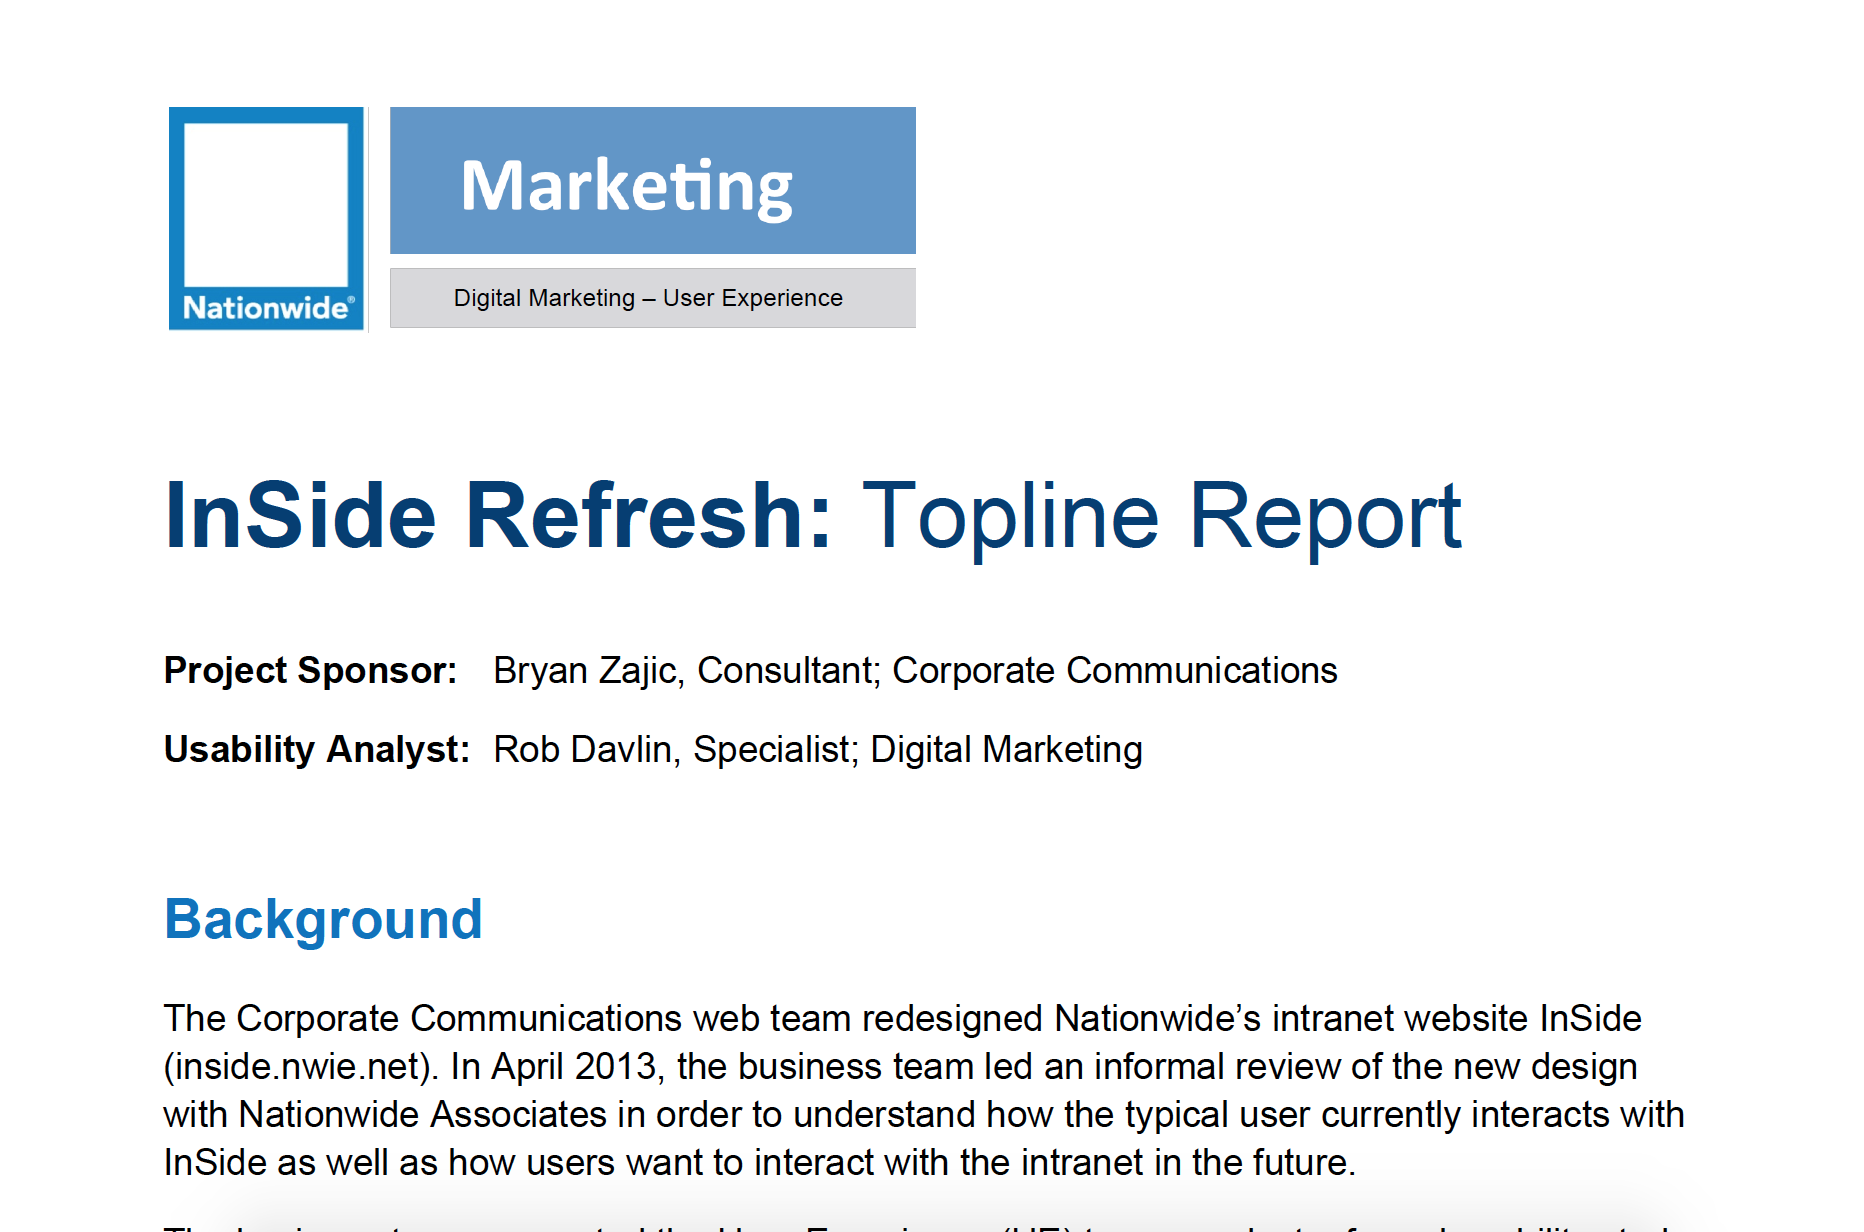 Marketing
Nationwide®
Digital Marketing – User Experience
InSide Refresh: Topline Report
Project Sponsor: Bryan Zajic, Consultant; Corporate Communications
Usability Analyst: Rob Davlin, Specialist; Digital Marketing
Background
The Corporate Communications web team redesigned Nationwide’s intranet website InSide
(inside.nwie.net). In April 2013, the business team led an informal review of the new design
with Nationwide Associates in order to understand how the typical user currently interacts with
InSide as well as how users want to interact with the intranet in the future.